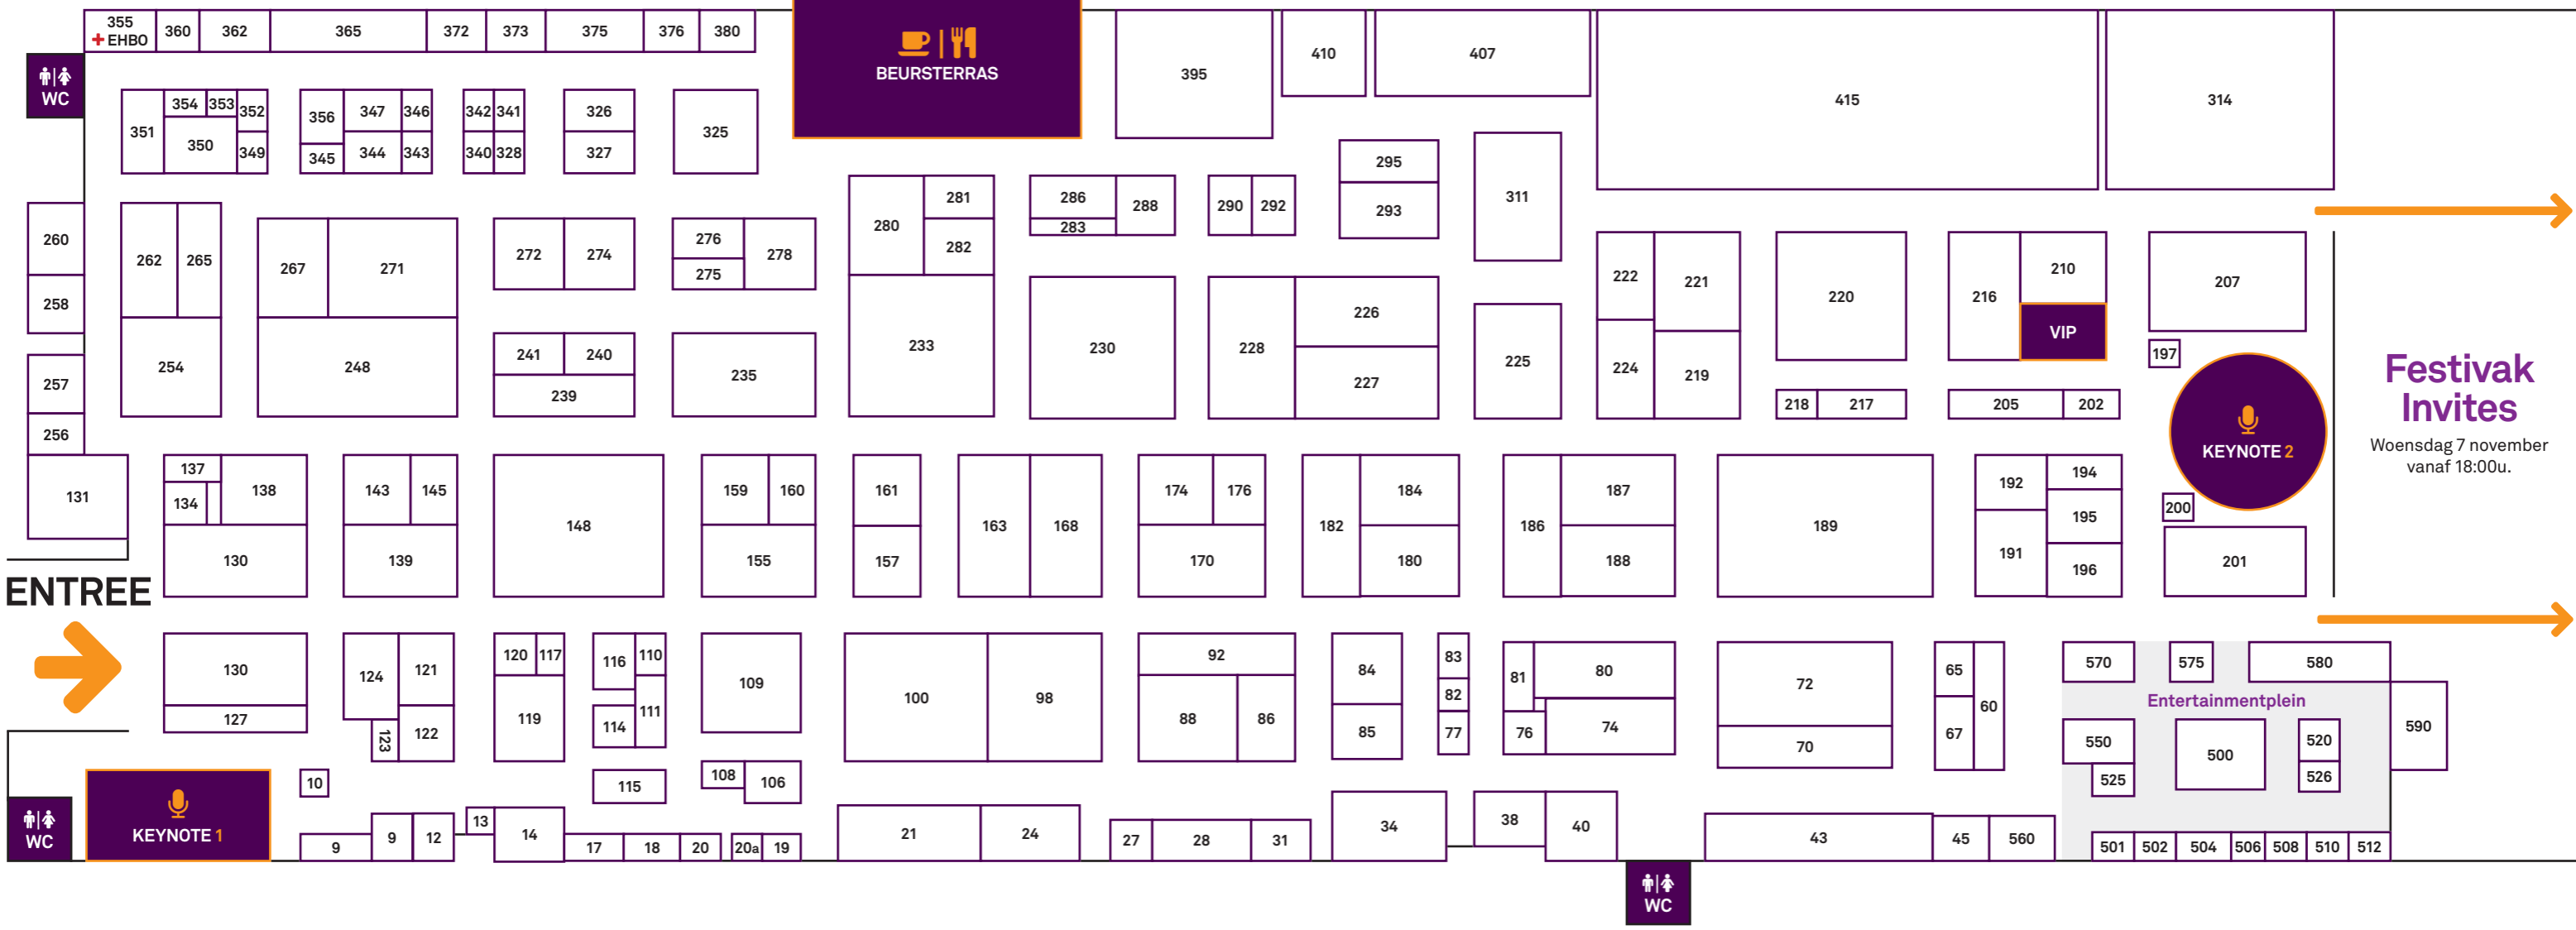 355 360 362 365 372 373 375 376 380
EHBO
BEURSTERRAS
395 410 407 415 314
WC
351 354 353 352 350 349
356 347 346 345 344 343
342 341 340 328
326 327
325
295 293
311
260 258 257 256
262 265 254
267 271 248
272 274
276 275 278
280 281 282 233
286 283 288
290 292
241 240 239
235
230
228 226 227
225
222 221 224 219
220
218 217
216 210
VIP
205 202
207
197
KEYNOTE 2
200
201
Festivak
Invites
Woensdag 7 november
vanaf 18:00u.
131
137 134 138 130
143 145 139
148
159 160 155
161 157
163 168
174 176 170
182 184 180
186 187 188
189
192 191 194 195 196
ENTREE
130 127
124 121 123 122
120 117 119
116 110 114 111
115
109
108 106
100 98
92 88 86
84 85
83 82 77
81 80 76 74
72 70
65 67 60
570 575 580
Entertainmentplein
550 525 500 520 526 590
WC
KEYNOTE 1
10
9 9 12 13 14 17 18 20 20a 19
21 24
27 28 31
34
38 40
43 45 560
501 502 504 506 508 510 512
WC